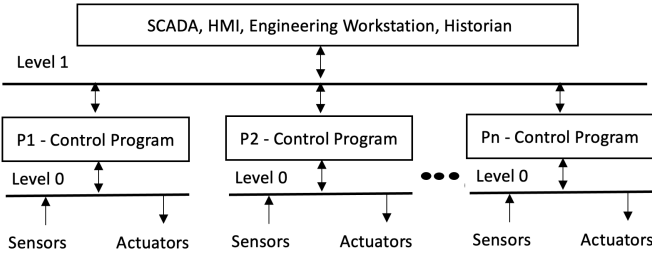 SCADA, HMI, Engineering Workstation, Historian
Level 1
P1 - Control Program
P2 - Control Program
Pn - Control Program
Level 0
Level 0
Level 0
Sensors
Actuators
Sensors
Actuators
Sensors
Actuators